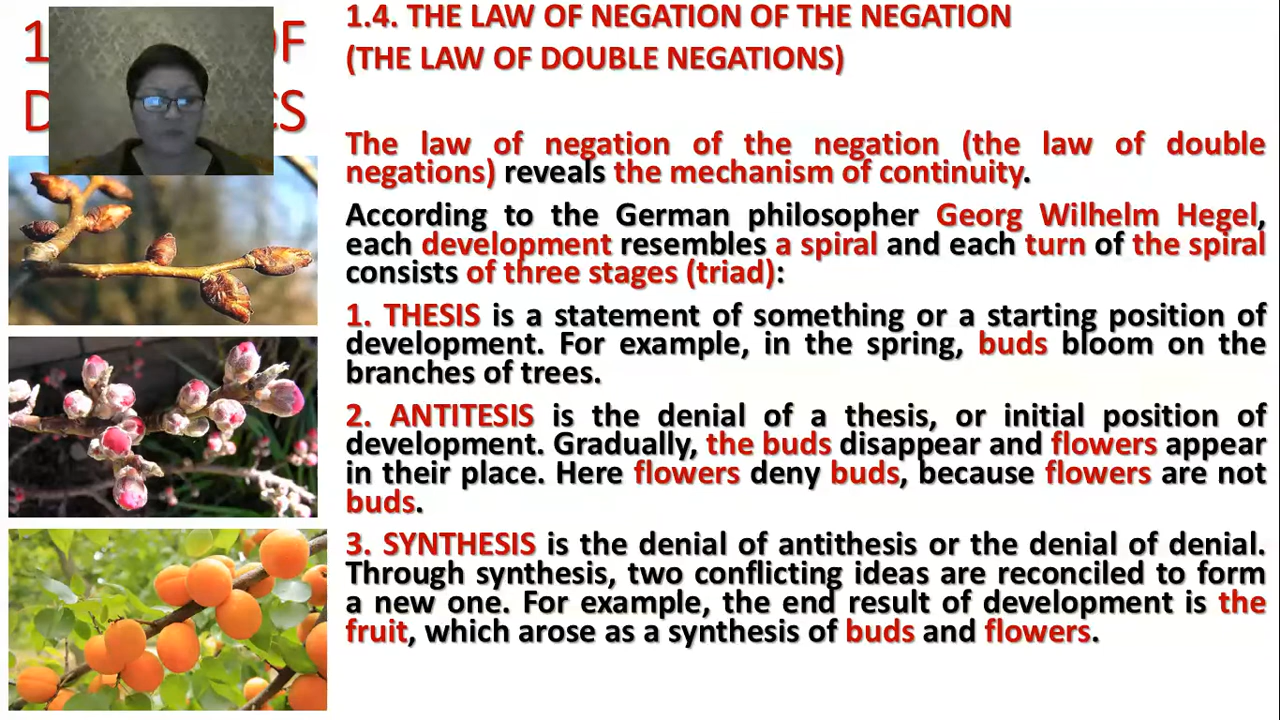 1.4. THE LAW OF NEGATION OF THE NEGATION
(THE LAW OF DOUBLE NEGATIONS)
The law of negation of the negation (the law of double
negations) reveals the mechanism of continuity.
According to the German philosopher Georg Wilhelm Hegel,
each development resembles a spiral and each turn of the spiral
consists of three stages (triad):
1. THESIS is a statement of something or a starting position of
development. For example, in the spring, buds bloom on the
branches of trees.
2. ANTITESIS is the denial of a thesis, or initial position of
development. Gradually, the buds disappear and flowers appear
in their place. Here flowers deny buds, because flowers are not
buds.
3. SYNTHESIS is the denial of antithesis or the denial of denial.
Through synthesis, two conflicting ideas are reconciled to form
a new one. For example, the end result of development is the
fruit, which arose as a synthesis of buds and flowers.